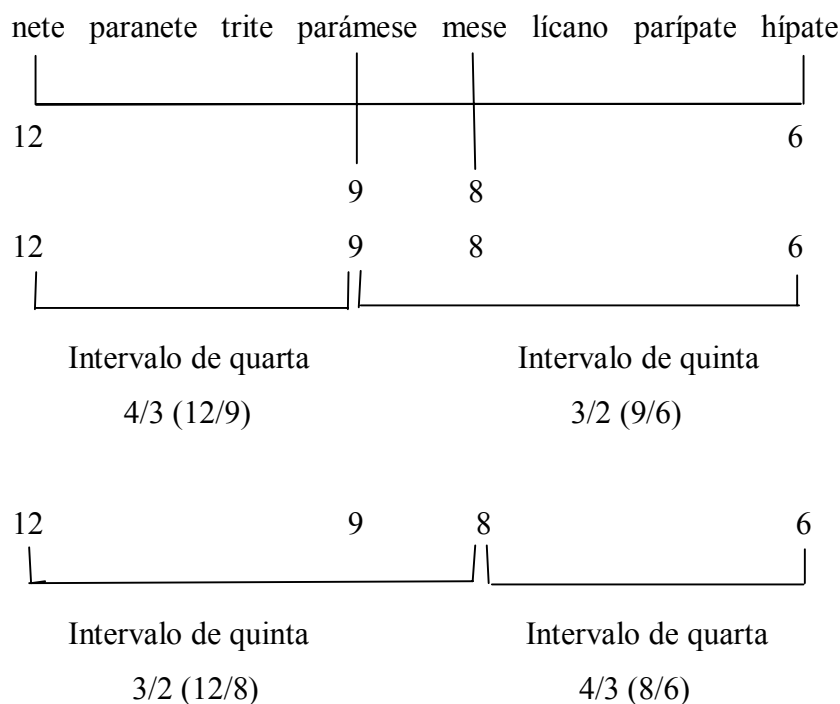 nete paranete trite parámese mese lícano parípate hípate
12 6
9 8
12 9 8 6
Intervalo de quarta Intervalo de quinta
4/3 (12/9) 3/2 (9/6)
12 9 8 6
Intervalo de quinta Intervalo de quarta
3/2 (12/8) 4/3 (8/6)